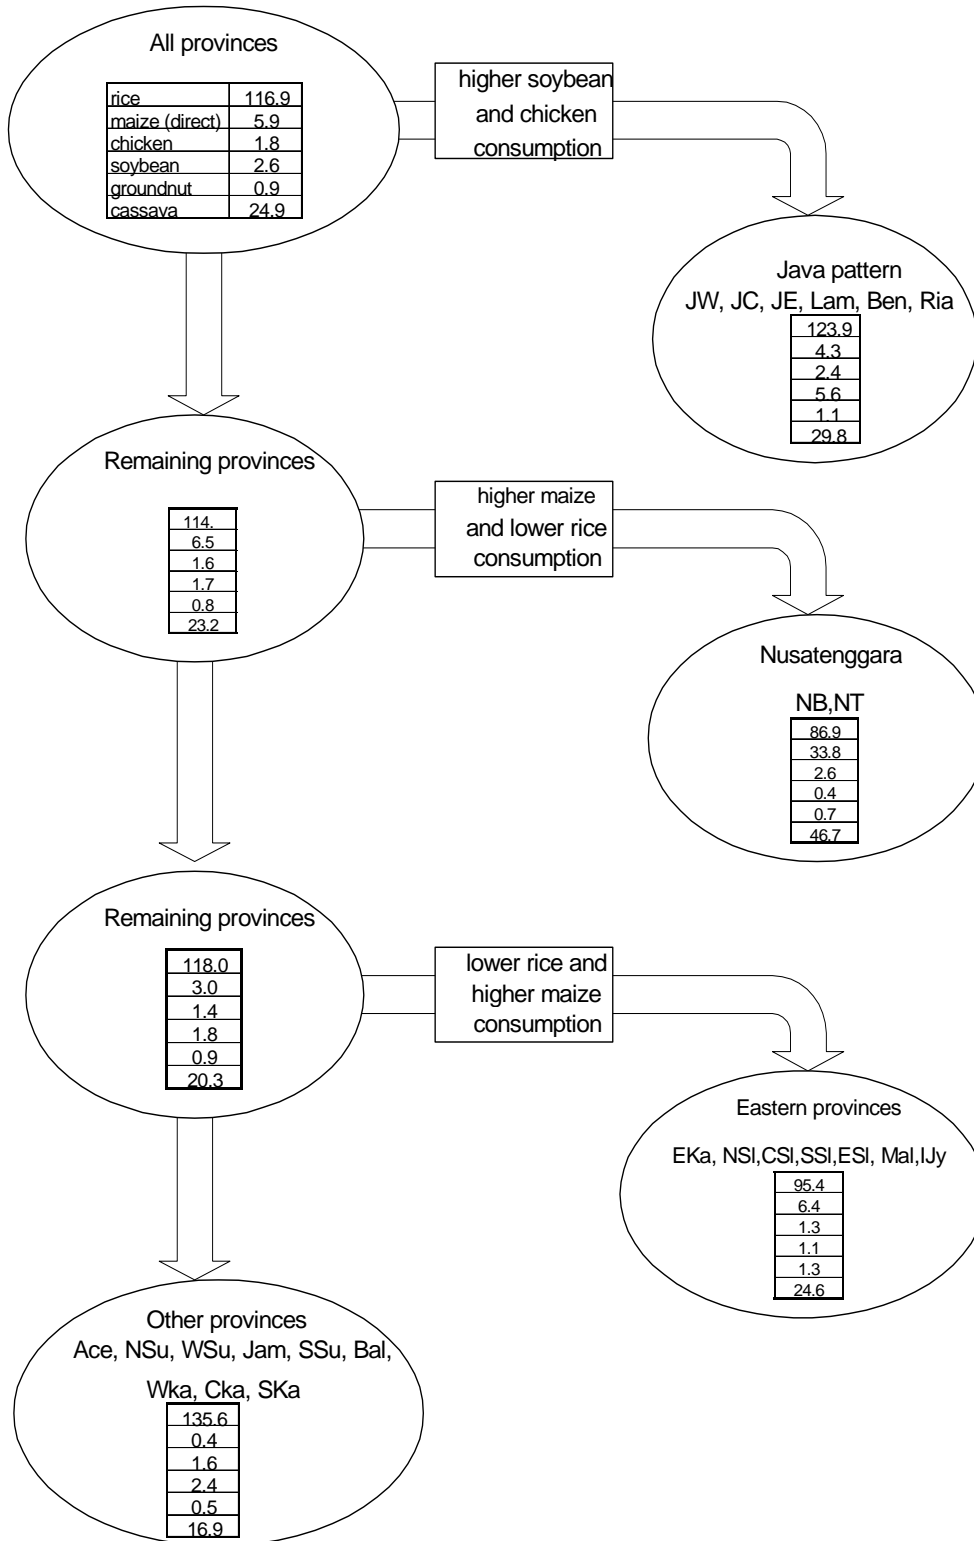 All provinces
rice 116.9
maize (direct) 5.9
chicken 1.8
soybean 2.6
groundnut 0.9
cassava 24.9
higher soybean
and chicken
consumption
Java pattern
JW, JC, JE, Lam, Ben, Ria
123.9
4.3
2.4
5.6
1.1
29.8
Remaining provinces
114.
6.5
1.6
1.7
0.8
23.2
higher maize
and lower rice
consumption
Nusatenggara
NB,NT
86.9
33.8
2.6
0.4
0.7
46.7
Remaining provinces
118.0
3.0
1.4
1.8
0.9
20.3
lower rice and
higher maize
consumption
Eastern provinces
EKa, NSl,CSl,SSl,ESl, Mal,IJy
95.4
6.4
1.3
1.1
1.3
24.6
Other provinces
Ace, NSu, WSu, Jam, SSu, Bal,
Wka, Cka, SKa
135.6
0.4
1.6
2.4
0.5
16.9